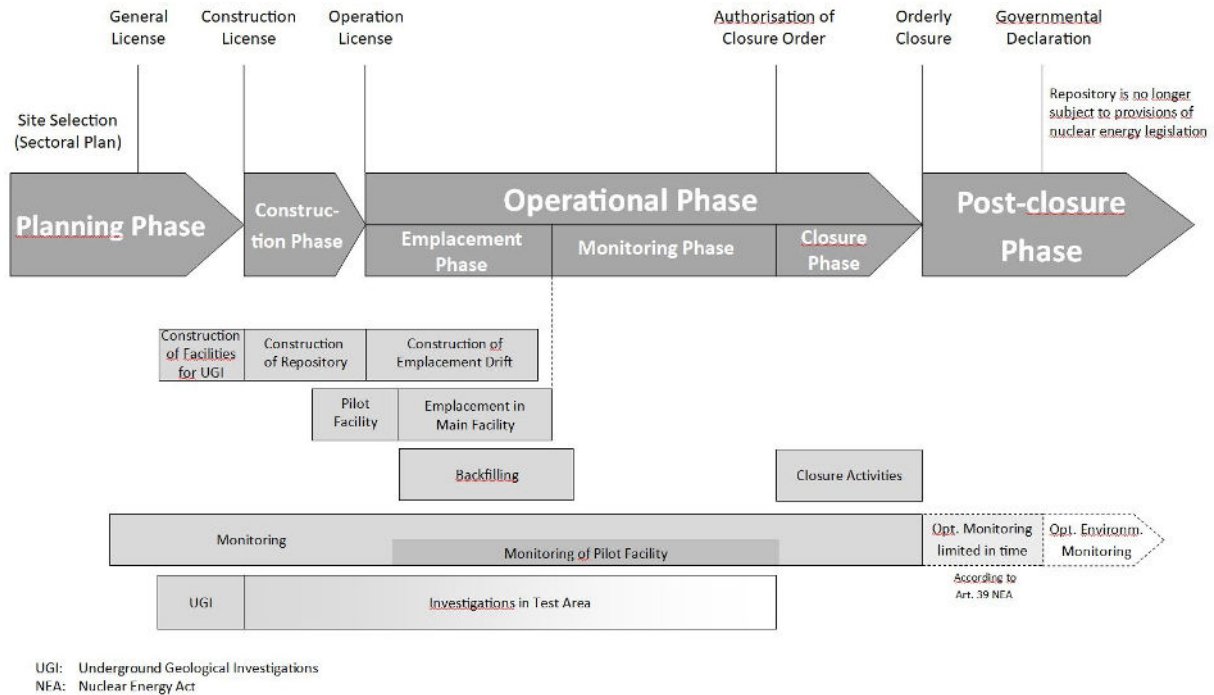 General
License
Construction
License
Operation
License
Authorisation of
Closure Order
Orderly
Closure
Governmental
Declaration
Site Selection
(Sectoral Plan)
Repository is no longer
subject to provisions of
nuclear energy legislation
Planning Phase
Construc-
tion Phase
Operational Phase
Emplacement
Phase
Monitoring Phase
Closure
Phase
Post-closure
Phase
Construction
of Facilities
for UGI
Construction
of Repository
Construction of
Emplacement Drift
Pilot
Facility
Emplacement in
Main Facility
Backfilling
Closure Activities
Monitoring
Monitoring of Pilot Facility
Opt. Monitoring
limited in time
Opt. Environm.
Monitoring
According to
Art. 39 NEA
UGI
Investigations in Test Area
UGI: Underground Geological Investigations
NEA: Nuclear Energy Act